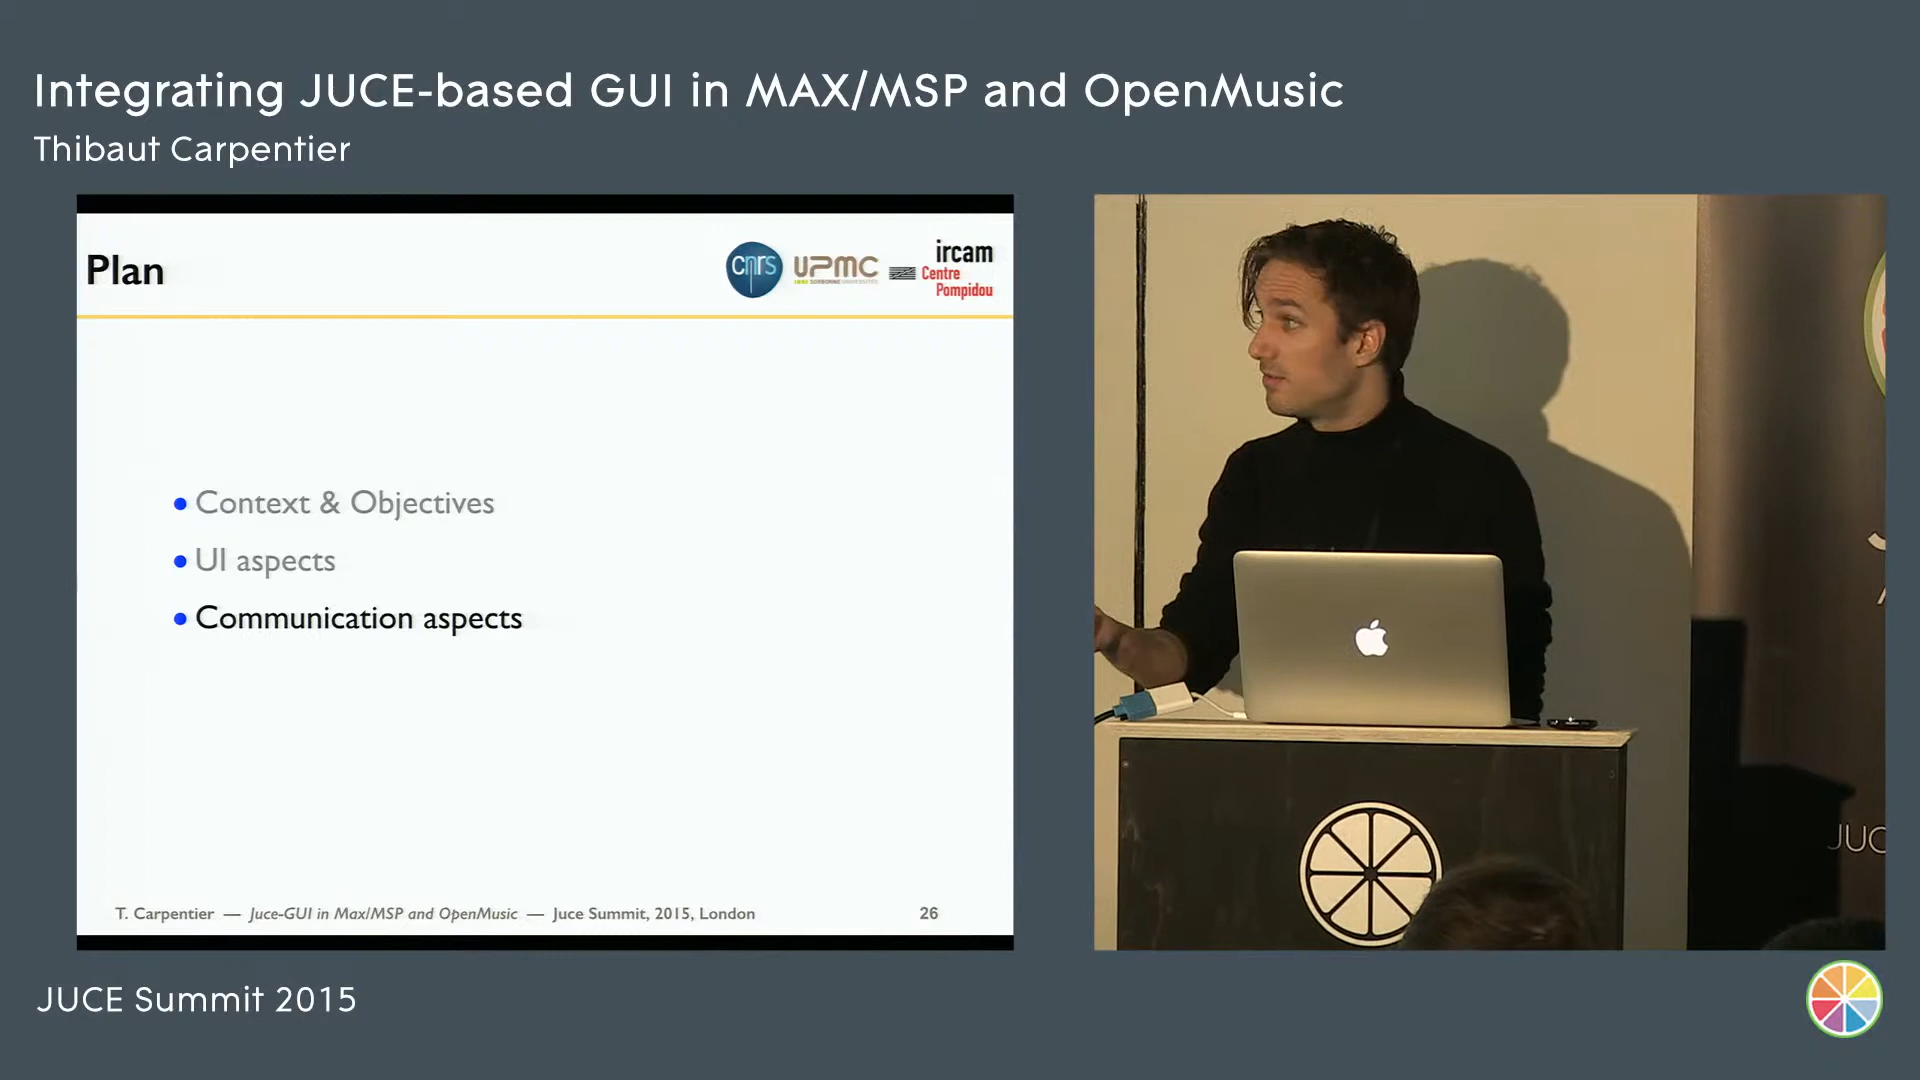 Integrating JUCE-based GUI in MAX/MSP and OpenMusic
Thibaut Carpentier
Plan
cnrs
UPMC
ircam
Centre
Pompidou
Context & Objectives
UI aspects
Communication aspects
T. Carpentier — Juce-GUI in Max/MSP and OpenMusic — Juce Summit, 2015, London 26
JUC
JUCE Summit 2015